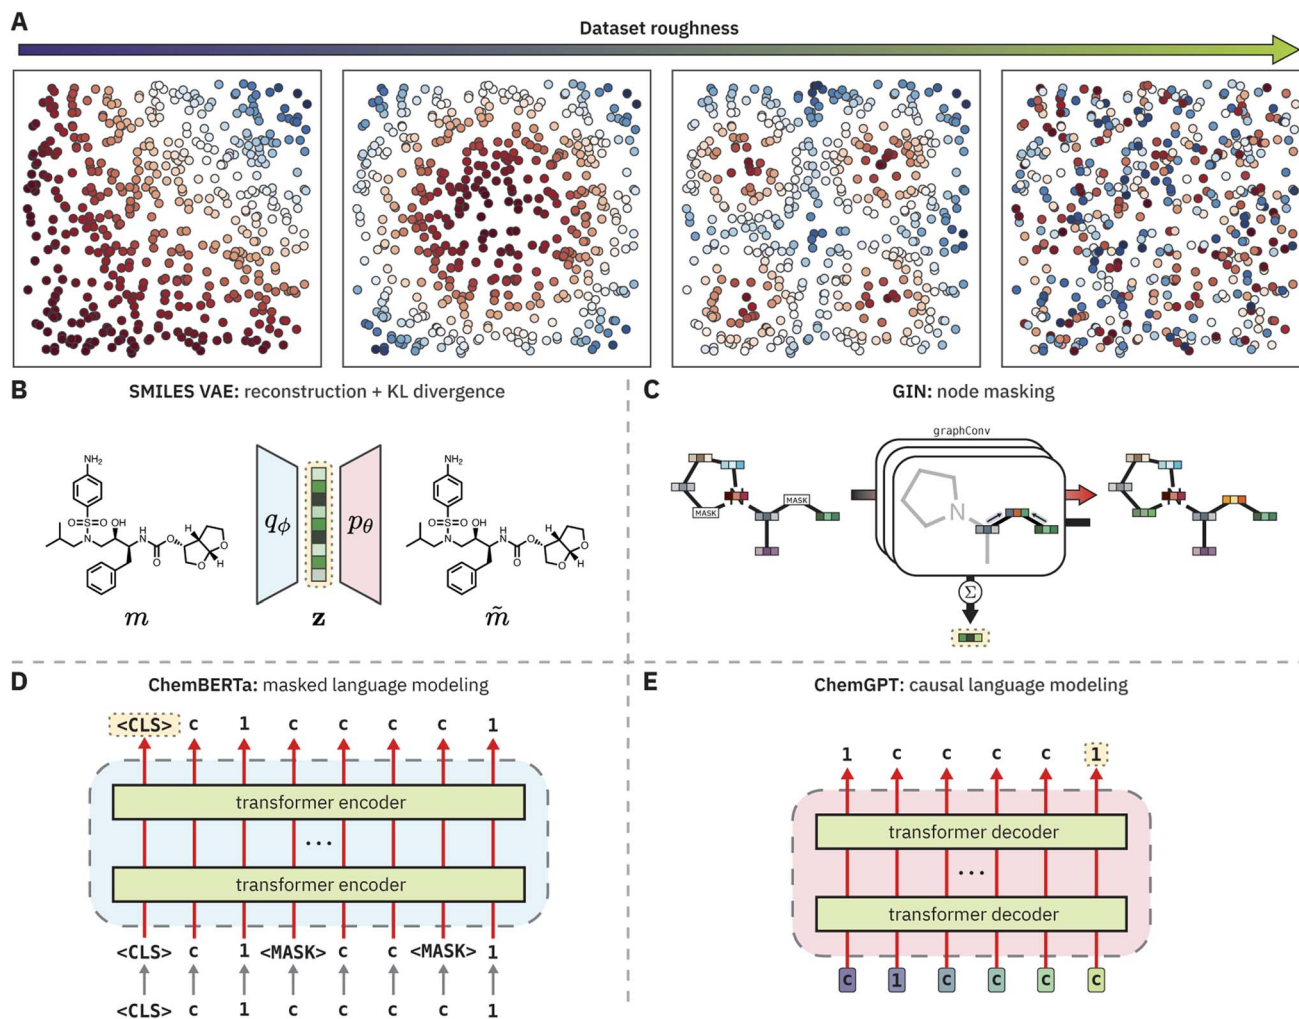 A
Dataset roughness
B
SMILES VAE: reconstruction + KL divergence
NH₂
O=S=O
OH
N
H
N
O
O
H
O
O
H
m
qϕ
z
pθ
NH₂
O=S=O
OH
N
H
N
O
O
H
O
O
H
m̃
C
GIN: node masking
graphConv
N
MASK
MASK
N
Σ
N
D
ChemBERTa: masked language modeling
<CLS> c 1 c c c c 1
transformer encoder
...
transformer encoder
<CLS> c 1 <MASK> c c <MASK> 1
<CLS> c 1 c c c c 1
E
ChemGPT: causal language modeling
1 c c c c 1
transformer decoder
...
transformer decoder
c 1 c c c c